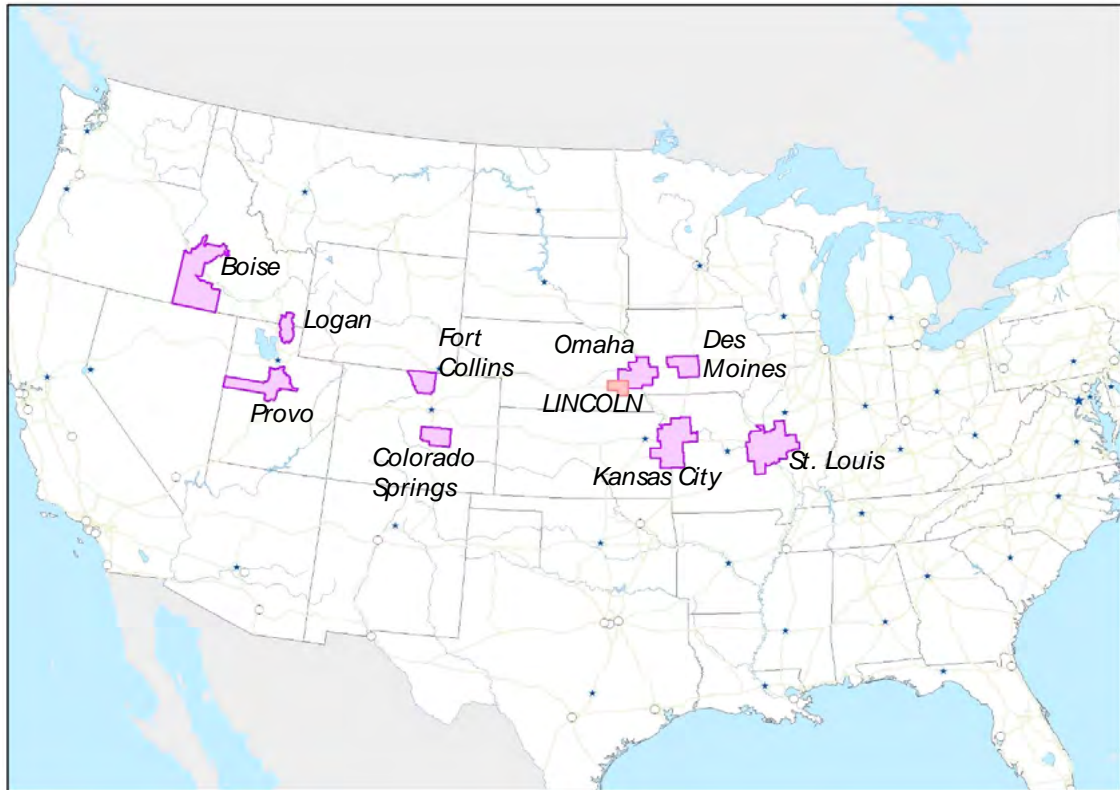 Boise
Logan
Fort
Collins
Omaha
Des
Moines
LINCOLN
Provo
Colorado
Springs
Kansas City
St. Louis